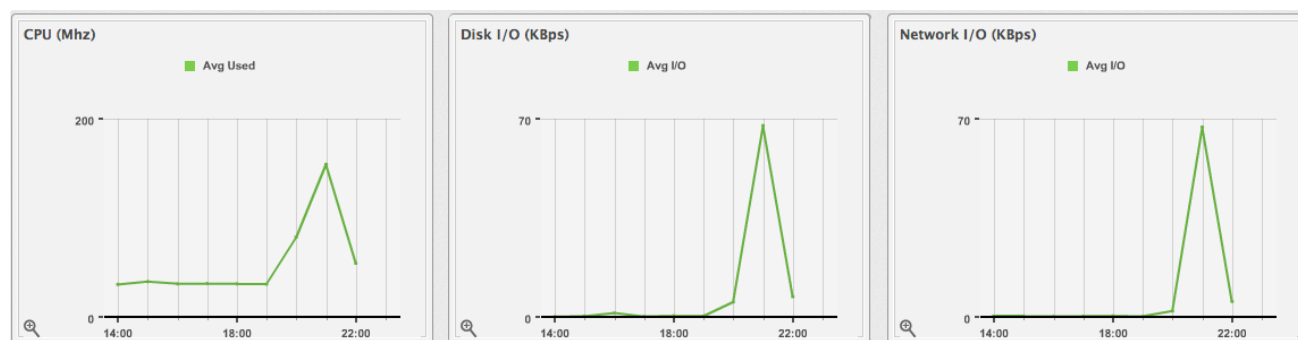 CPU (Mhz)
Avg Used
200
0
14:00 18:00 22:00
Disk I/O (KBps)
Avg I/O
70
0
14:00 18:00 22:00
Network I/O (KBps)
Avg I/O
70
0
14:00 18:00 22:00